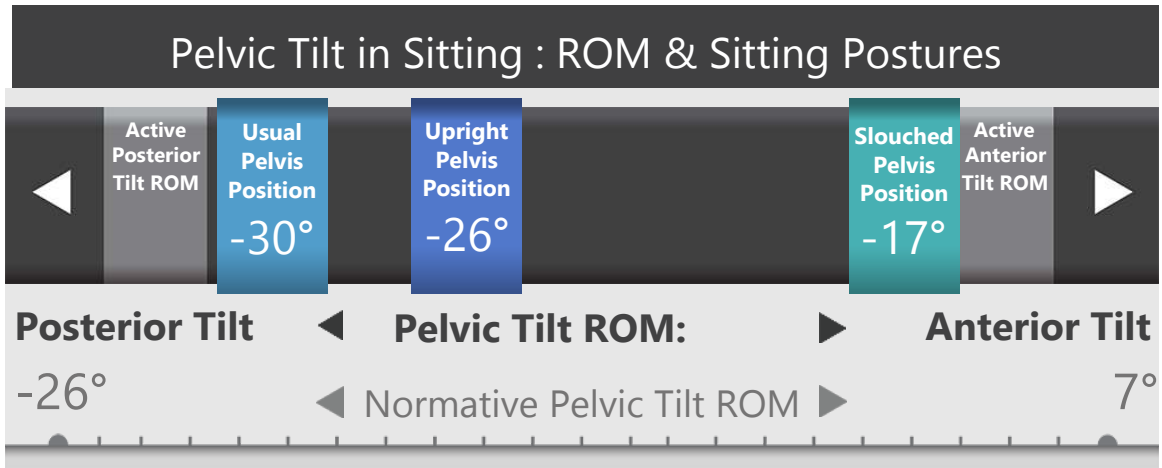 Pelvic Tilt in Sitting : ROM & Sitting Postures
Active
Posterior
Tilt ROM
Usual
Pelvis
Position
-30°
Upright
Pelvis
Position
-26°
Slouched
Pelvis
Position
-17°
Active
Anterior
Tilt ROM
Posterior Tilt
Pelvic Tilt ROM:
Anterior Tilt
-26°
Normative Pelvic Tilt ROM
7°